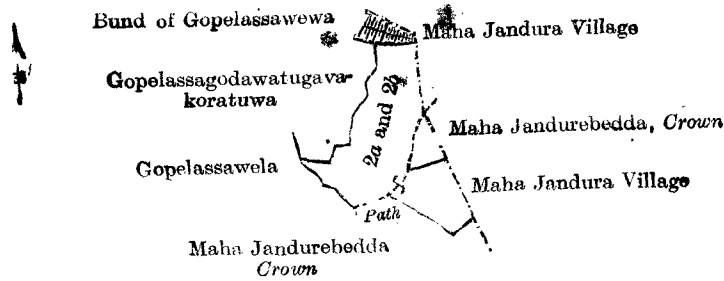 Bund of Gopelassawewa
Maha Jandura Village
Gopelassagodawatugava-
koratuwa
2a and 2b
Maha Jandurebedda, Crown
Gopelassawela
Maha Jandura Village
Path
Maha Jandurebedda
Crown